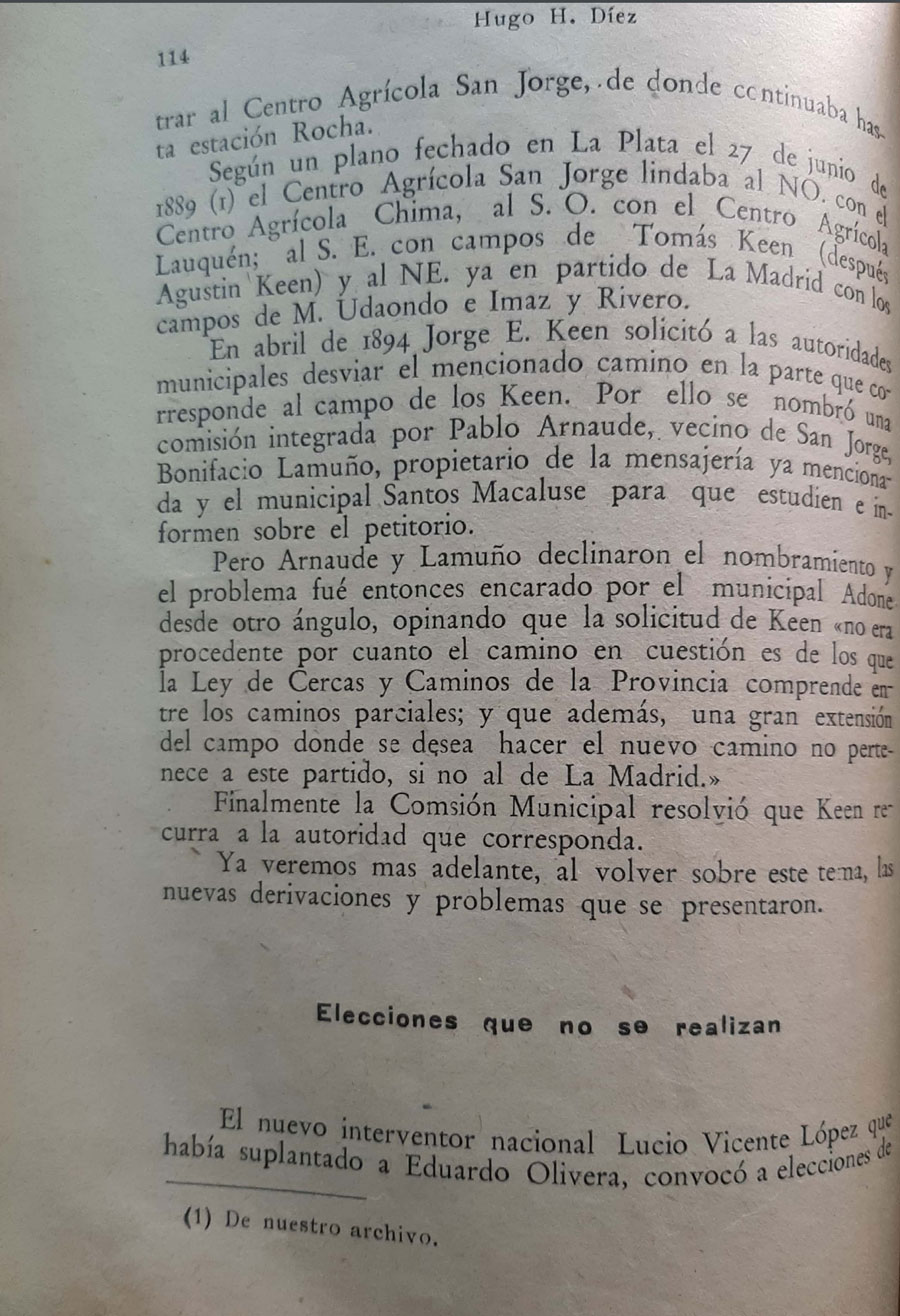 Hugo H. Díez
114
trar al Centro Agrícola San Jorge, de donde continuaba has-
ta estación Rocha.
Según un plano fechado en La Plata el 27 de junio de
1889 (1) el Centro Agrícola San Jorge lindaba al NO. con el
Centro Agrícola Chima, al S. O. con el Centro Agrícola
Lauquén; al S. E. con campos de Tomás Keen (después
Agustin Keen) y al NE. ya en partido de La Madrid con los
campos de M. Udaondo e Imaz y Rivero.
En abril de 1894 Jorge E. Keen solicitó a las autoridades
municipales desviar el mencionado camino en la parte que co-
rresponde al campo de los Keen. Por ello se nombró una
comisión integrada por Pablo Arnaude, vecino de San Jorge,
Bonifacio Lamuño, propietario de la mensajería ya menciona-
da y el municipal Santos Macaluse para que estudien e in-
formen sobre el petitorio.
Pero Arnaude y Lamuño declinaron el nombramiento y
el problema fué entonces encarado por el municipal Adone
desde otro ángulo, opinando que la solicitud de Keen «no era
procedente por cuanto el camino en cuestión es de los que
la Ley de Cercas y Caminos de la Provincia comprende en-
tre los caminos parciales; y que además, una gran extensión
del campo donde se desea hacer el nuevo camino no perte-
nece a este partido, si no al de La Madrid.»
Finalmente la Comsión Municipal resolvió que Keen re-
curra a la autoridad que corresponda.
Ya veremos mas adelante, al volver sobre este tema, las
nuevas derivaciones y problemas que se presentaron.
Elecciones que no se realizan
El nuevo interventor nacional Lucio Vicente López que
había suplantado a Eduardo Olivera, convocó a elecciones de
(1) De nuestro archivo.